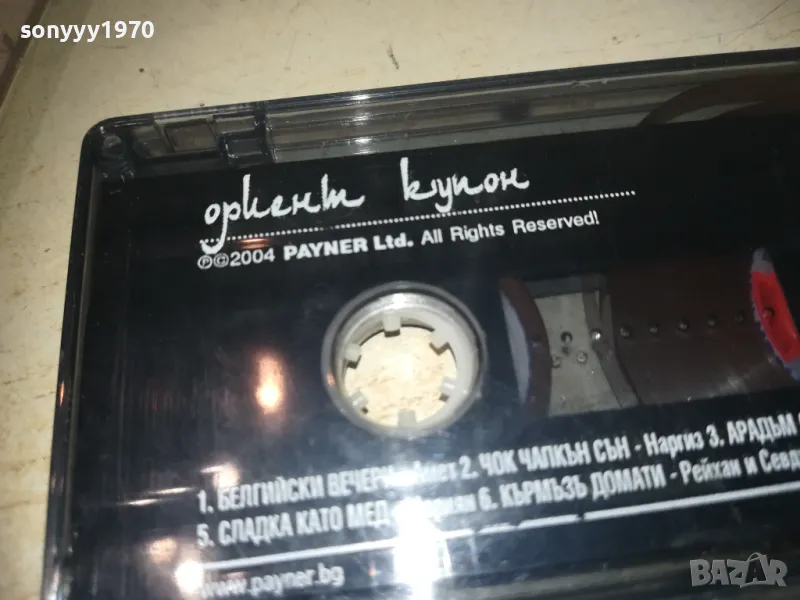 sonyyy1970
ориент купон
℗©2004 PAYNER Ltd. All Rights Reserved!
1. БЕЛГИЙСКИ ВЕЧЕРИ 2. ЧОК ЧАПКЪН СЪН - Наргиз 3. АРАДЪМ
5. СЛАДКА КАТО МЕД 6. КЪРМЪЗЪ ДОМАТИ - Рейхан и
www.payner.bg
BAZAR.bg